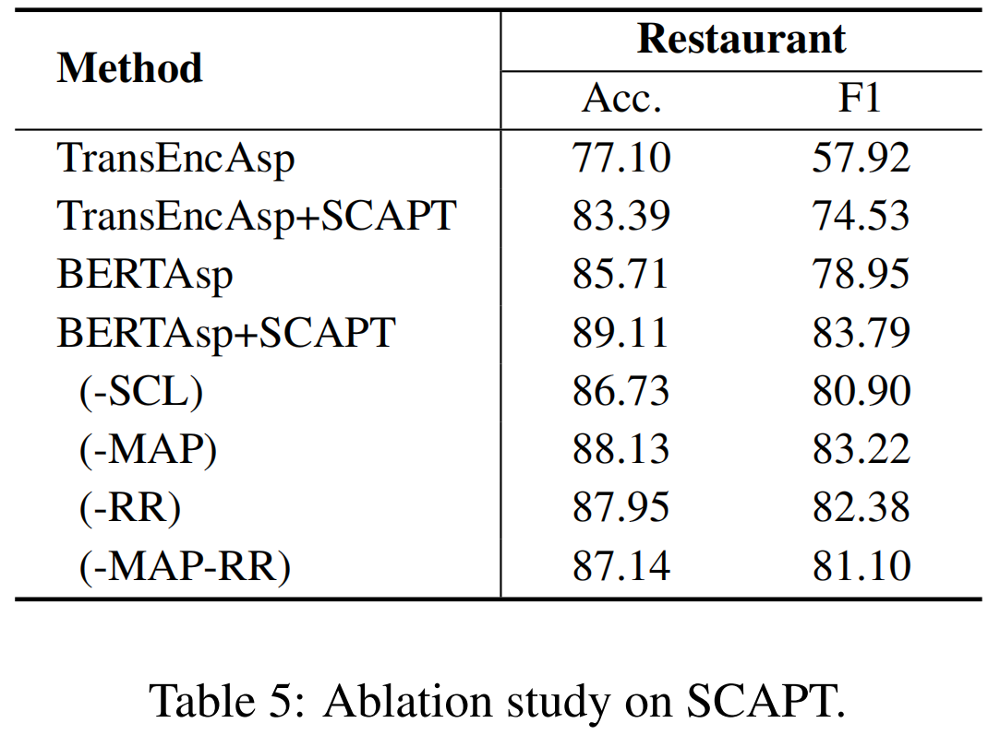 Method Restaurant
Acc. F1
TransEncAsp 77.10 57.92
TransEncAsp+SCAPT 83.39 74.53
BERTAsp 85.71 78.95
BERTAsp+SCAPT 89.11 83.79
(-SCL) 86.73 80.90
(-MAP) 88.13 83.22
(-RR) 87.95 82.38
(-MAP-RR) 87.14 81.10
Table 5: Ablation study on SCAPT.